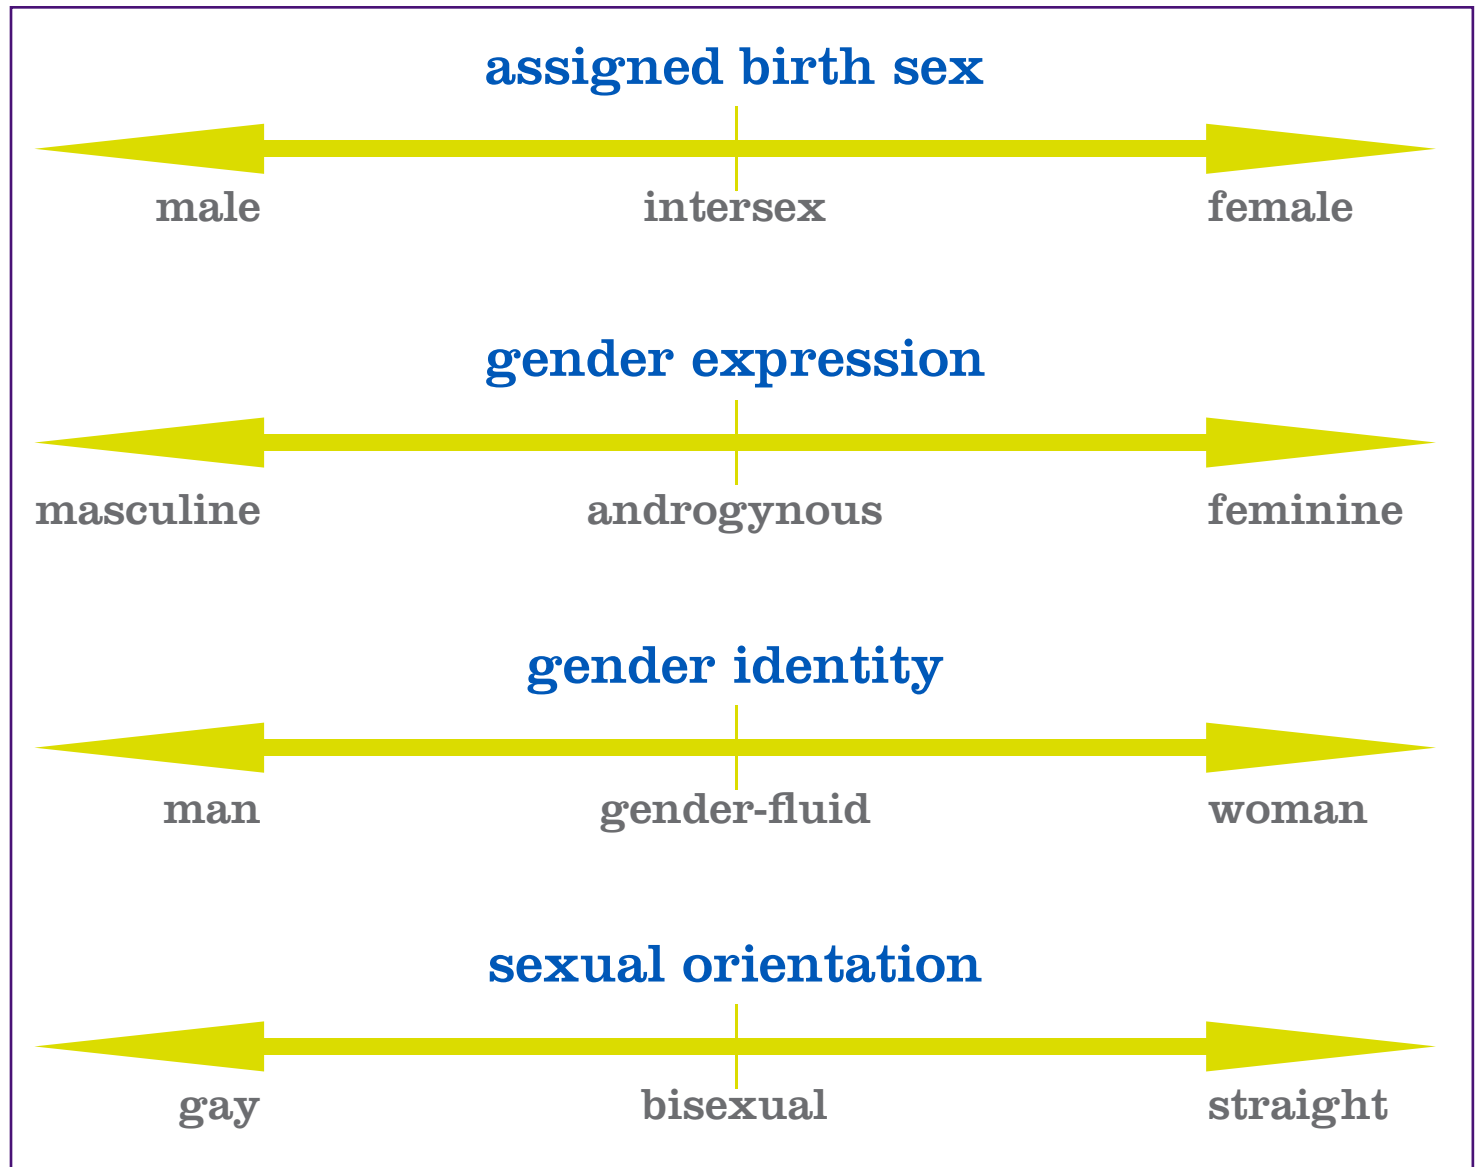 assigned birth sex
male intersex female
gender expression
masculine androgynous feminine
gender identity
man gender-fluid woman
sexual orientation
gay bisexual straight